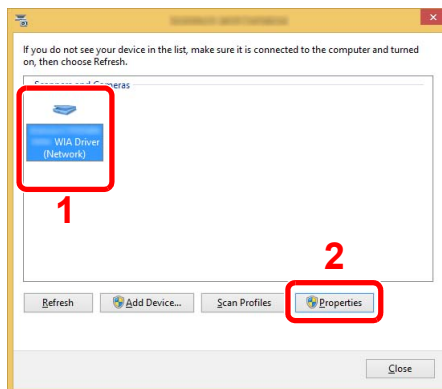 If you do not see your device in the list, make sure it is connected to the computer and turned
on, then choose Refresh.
Scanners and Cameras
WIA Driver
(Network)
1
2
Refresh
Add Device...
Scan Profiles
Properties
Close